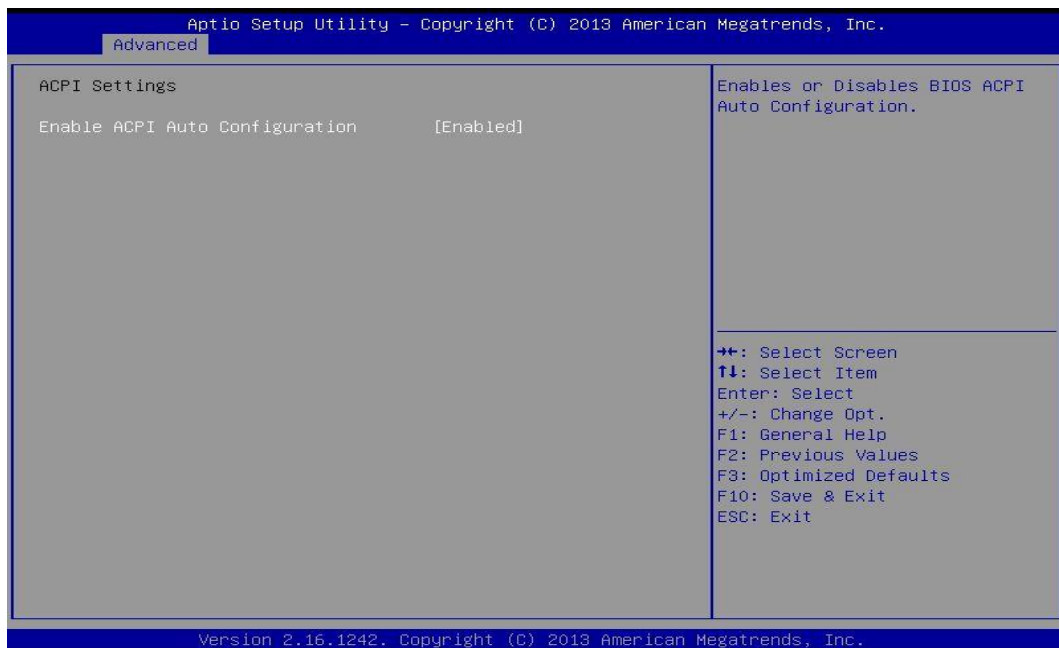 Aptio Setup Utility – Copyright (C) 2013 American Megatrends, Inc.
Advanced
ACPI Settings
Enable ACPI Auto Configuration [Enabled]
Enables or Disables BIOS ACPI
Auto Configuration.
→←: Select Screen
↑↓: Select Item
Enter: Select
+/-: Change Opt.
F1: General Help
F2: Previous Values
F3: Optimized Defaults
F10: Save & Exit
ESC: Exit
Version 2.16.1242. Copyright (C) 2013 American Megatrends, Inc.